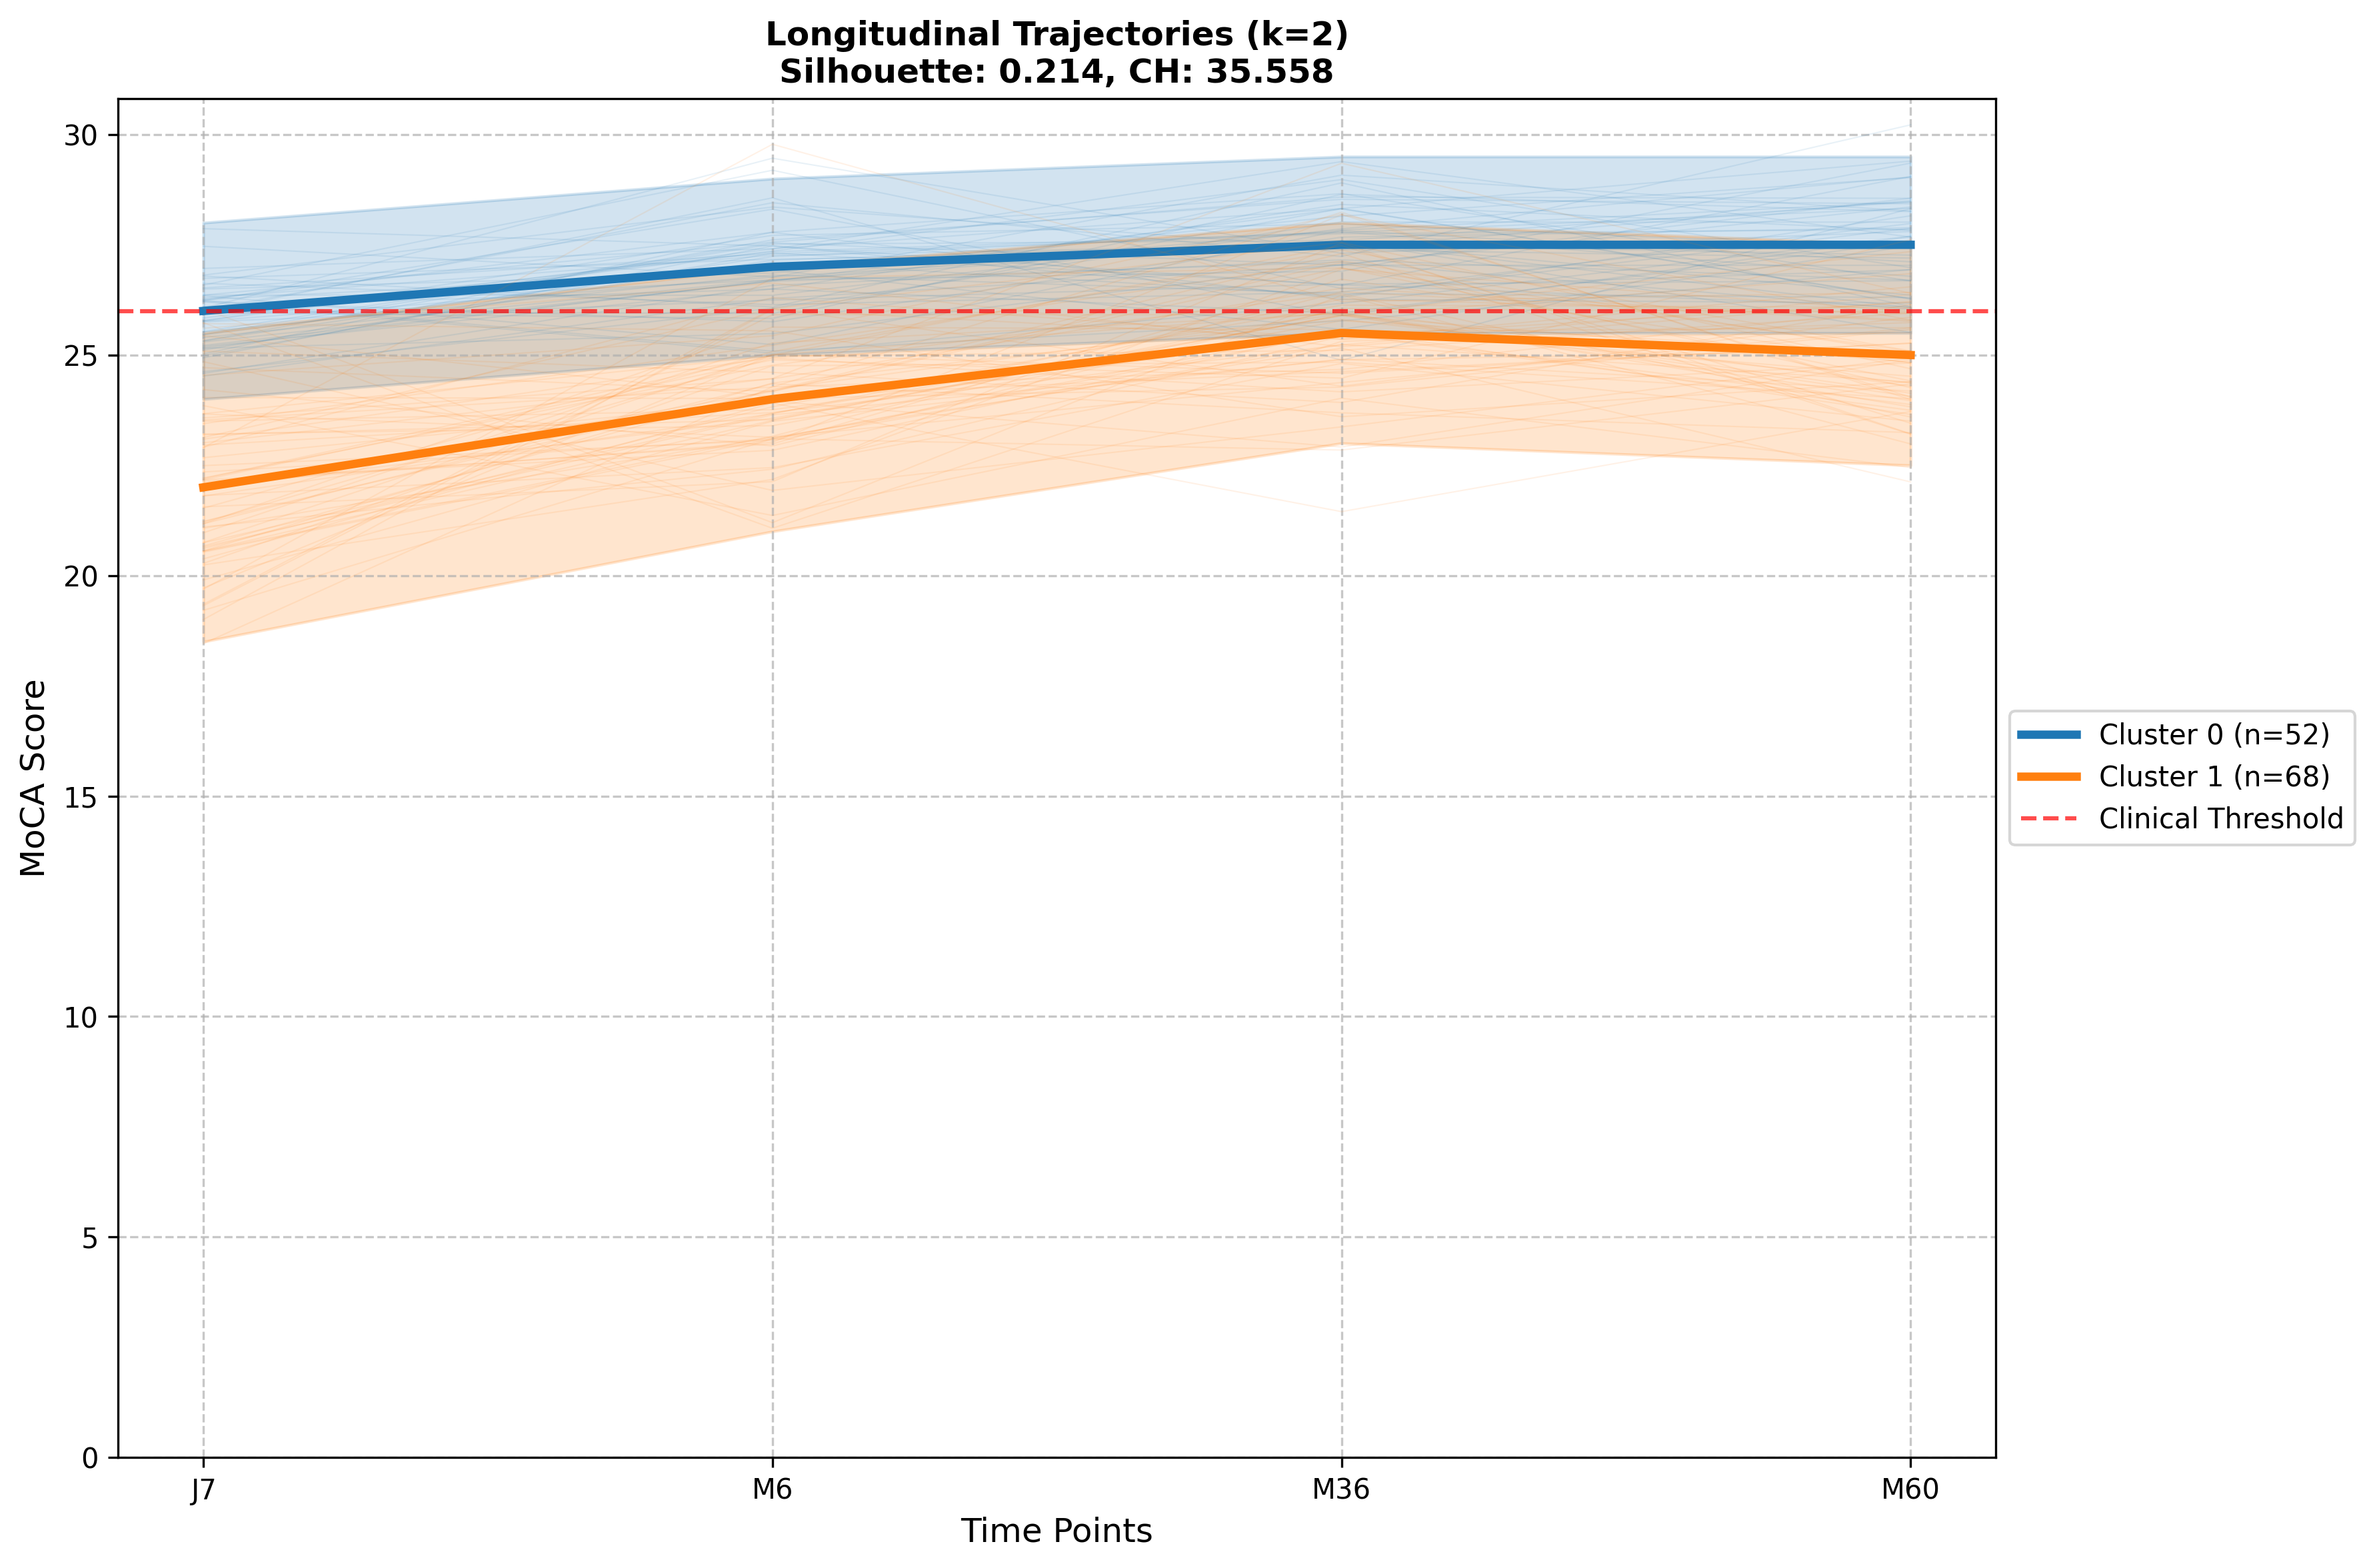 Longitudinal Trajectories (k=2)
Silhouette: 0.214, CH: 35.558
MoCA Score
30
25
20
15
10
5
0
J7
M6
M36
M60
Time Points
Cluster 0 (n=52)
Cluster 1 (n=68)
Clinical Threshold